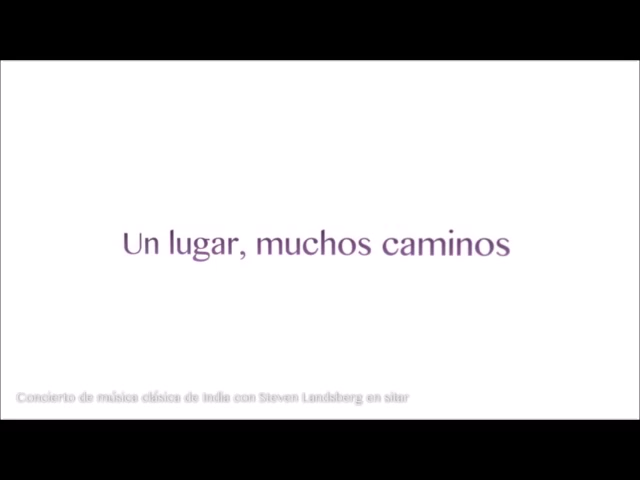 Un lugar, muchos caminos
Concierto de música clásica de India con Steven Landsberg en sitar